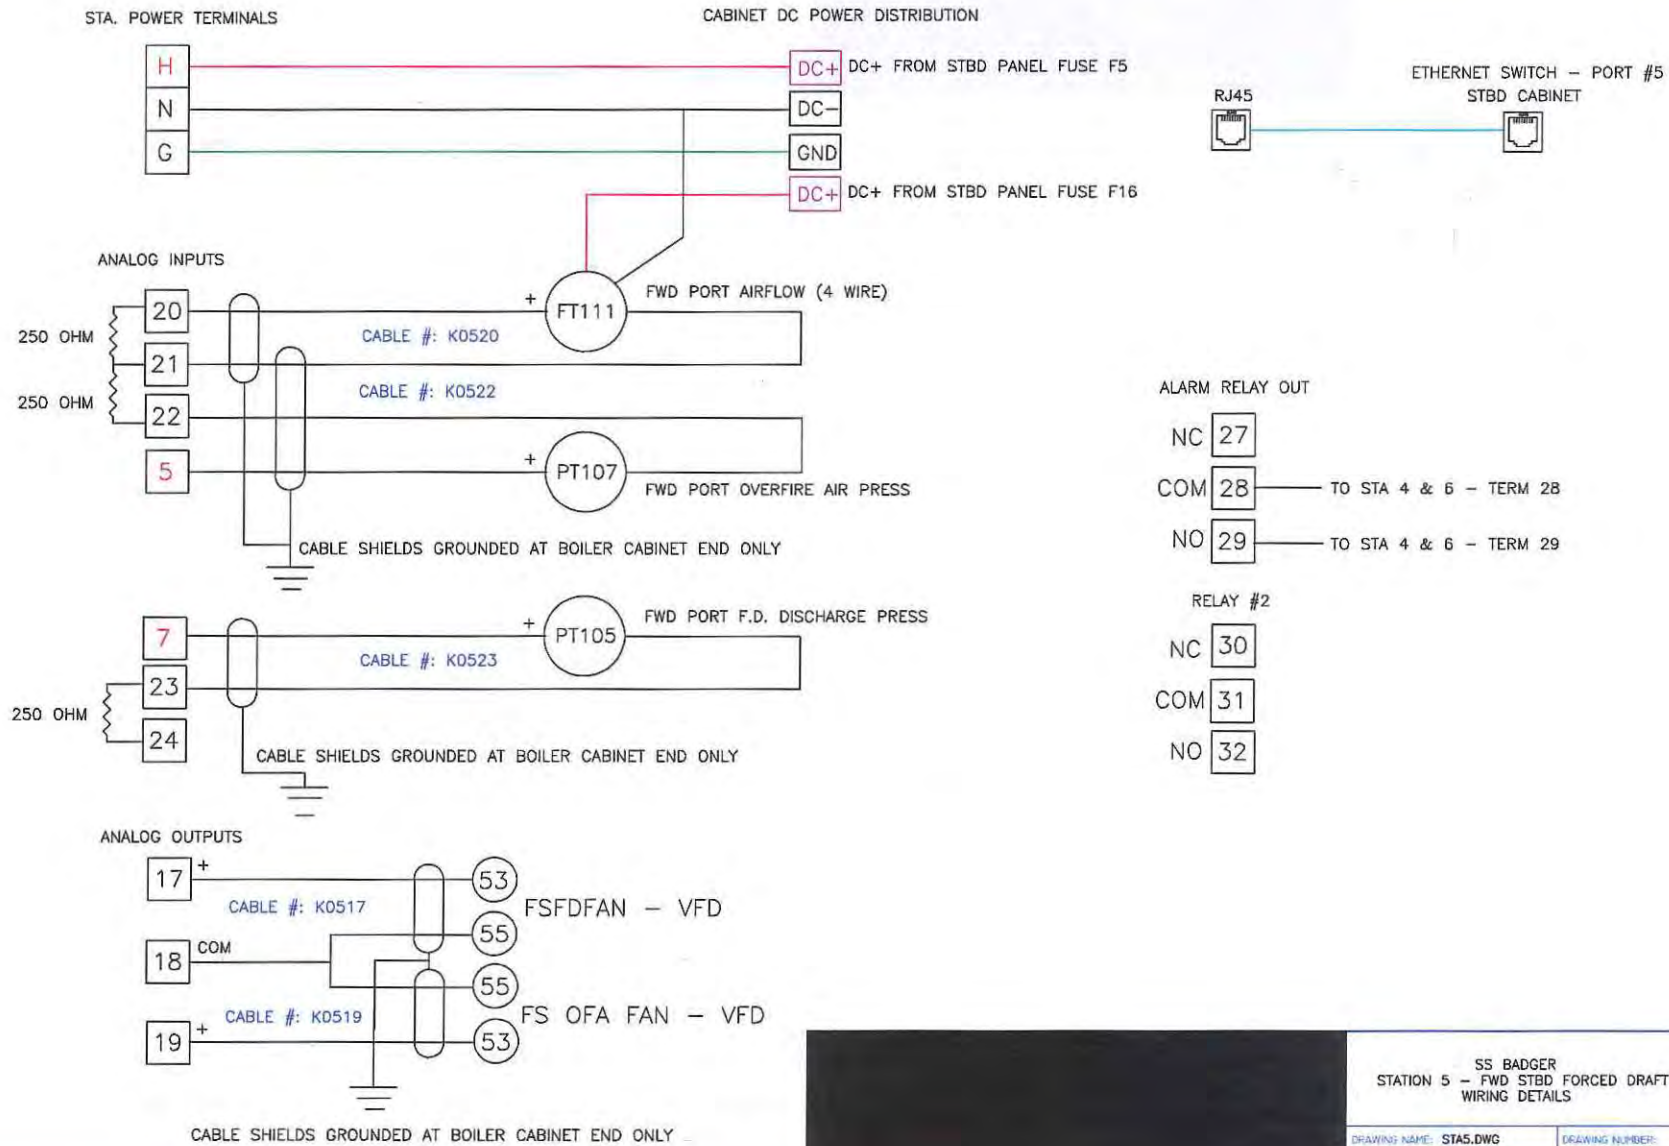 STA. POWER TERMINALS
CABINET DC POWER DISTRIBUTION
H
DC+ DC+ FROM STBD PANEL FUSE F5
N
DC-
G
GND
DC+ DC+ FROM STBD PANEL FUSE F16
ETHERNET SWITCH - PORT #5
STBD CABINET
RJ45
ANALOG INPUTS
20
+
FT111
FWD PORT AIRFLOW (4 WIRE)
250 OHM
CABLE #: K0520
21
CABLE #: K0522
250 OHM
22
5
+
PT107
FWD PORT OVERFIRE AIR PRESS
CABLE SHIELDS GROUNDED AT BOILER CABINET END ONLY
7
+
PT105
FWD PORT F.D. DISCHARGE PRESS
CABLE #: K0523
23
250 OHM
24
CABLE SHIELDS GROUNDED AT BOILER CABINET END ONLY
ALARM RELAY OUT
NC 27
COM 28 TO STA 4 & 6 - TERM 28
NO 29 TO STA 4 & 6 - TERM 29
RELAY #2
NC 30
COM 31
NO 32
ANALOG OUTPUTS
17 +
53
CABLE #: K0517
FSFDFAN - VFD
55
18 COM
55
CABLE #: K0519
FS OFA FAN - VFD
19 +
53
CABLE SHIELDS GROUNDED AT BOILER CABINET END ONLY
SS BADGER
STATION 5 - FWD STBD FORCED DRAFT
WIRING DETAILS
DRAWING NAME: STA5.DWG
DRAWING NUMBER: